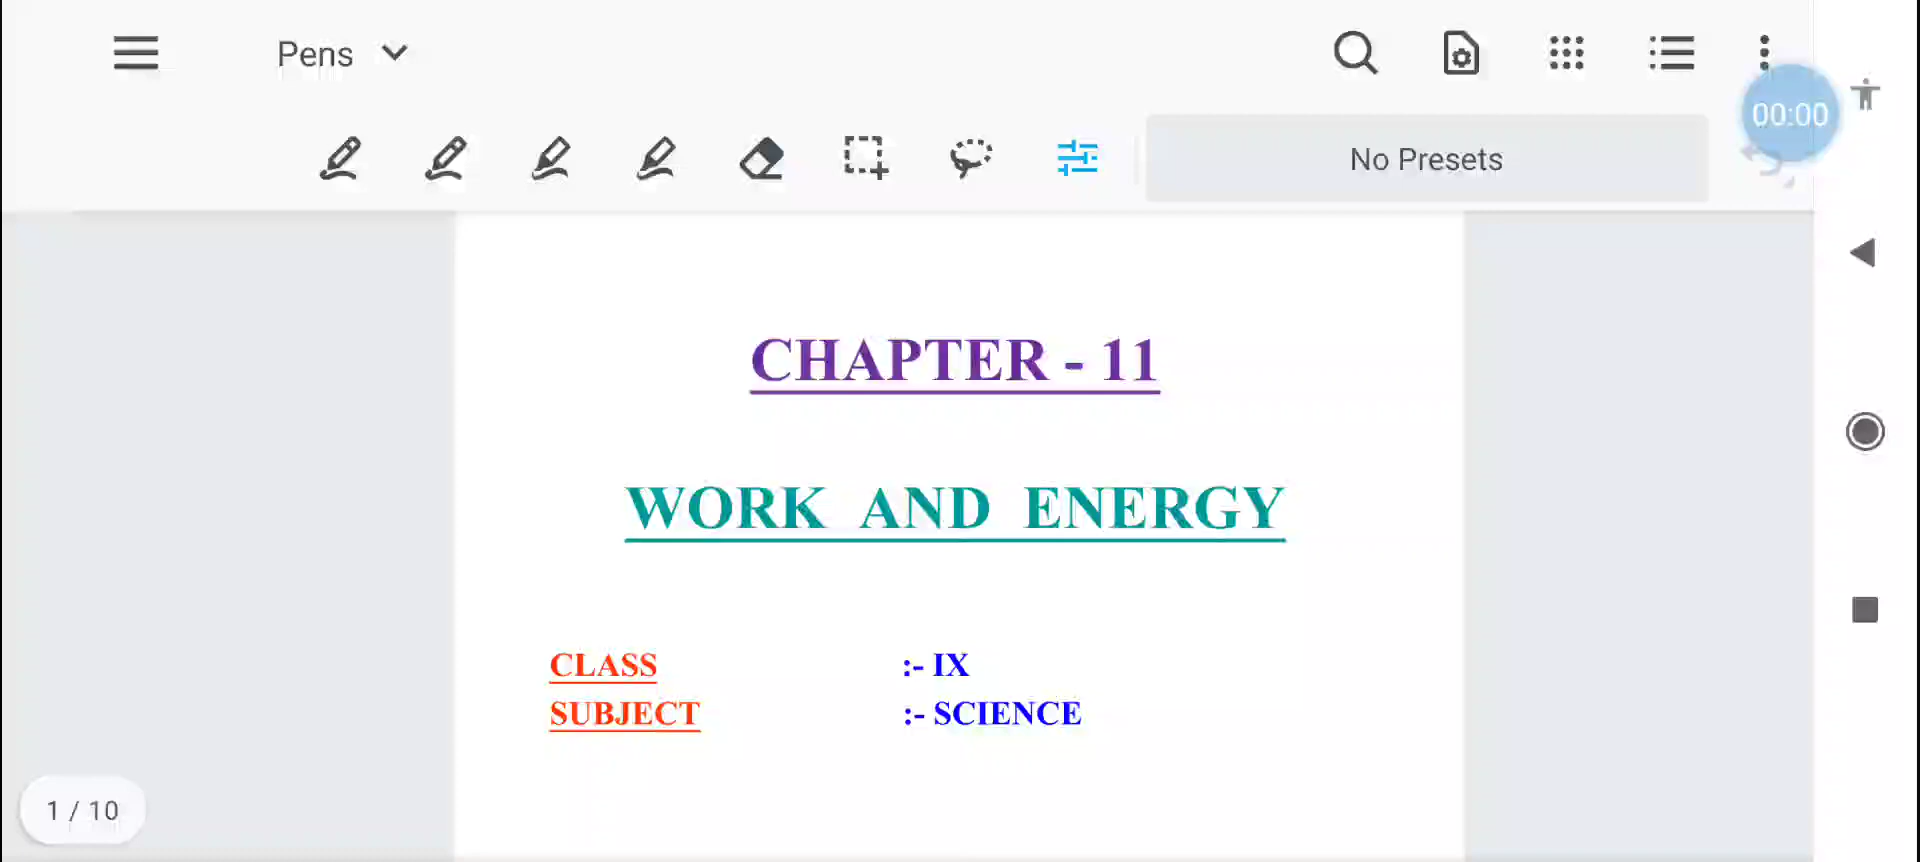 Pens
00:00
No Presets
CHAPTER - 11
WORK AND ENERGY
CLASS :- IX
SUBJECT :- SCIENCE
1 / 10